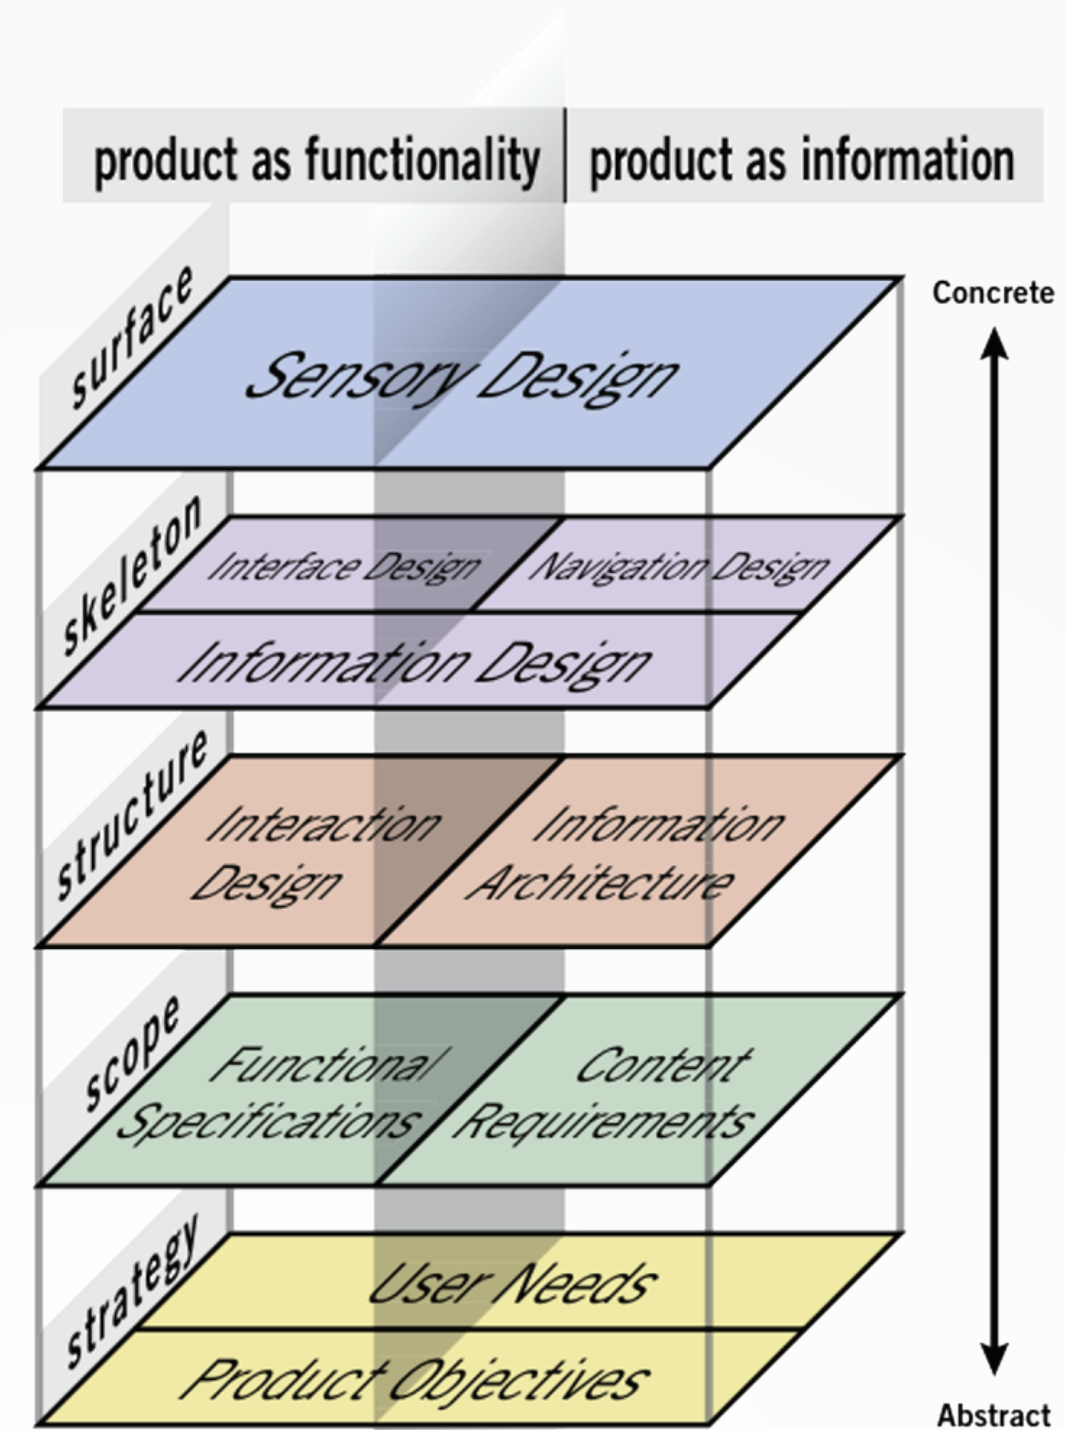 product as functionality
product as information
surface
Concrete
Sensory Design
skeleton
Interface Design
Navigation Design
Information Design
structure
Interaction
Design
Information
Architecture
scope
Functional
Specifications
Content
Requirements
strategy
User Needs
Product Objectives
Abstract